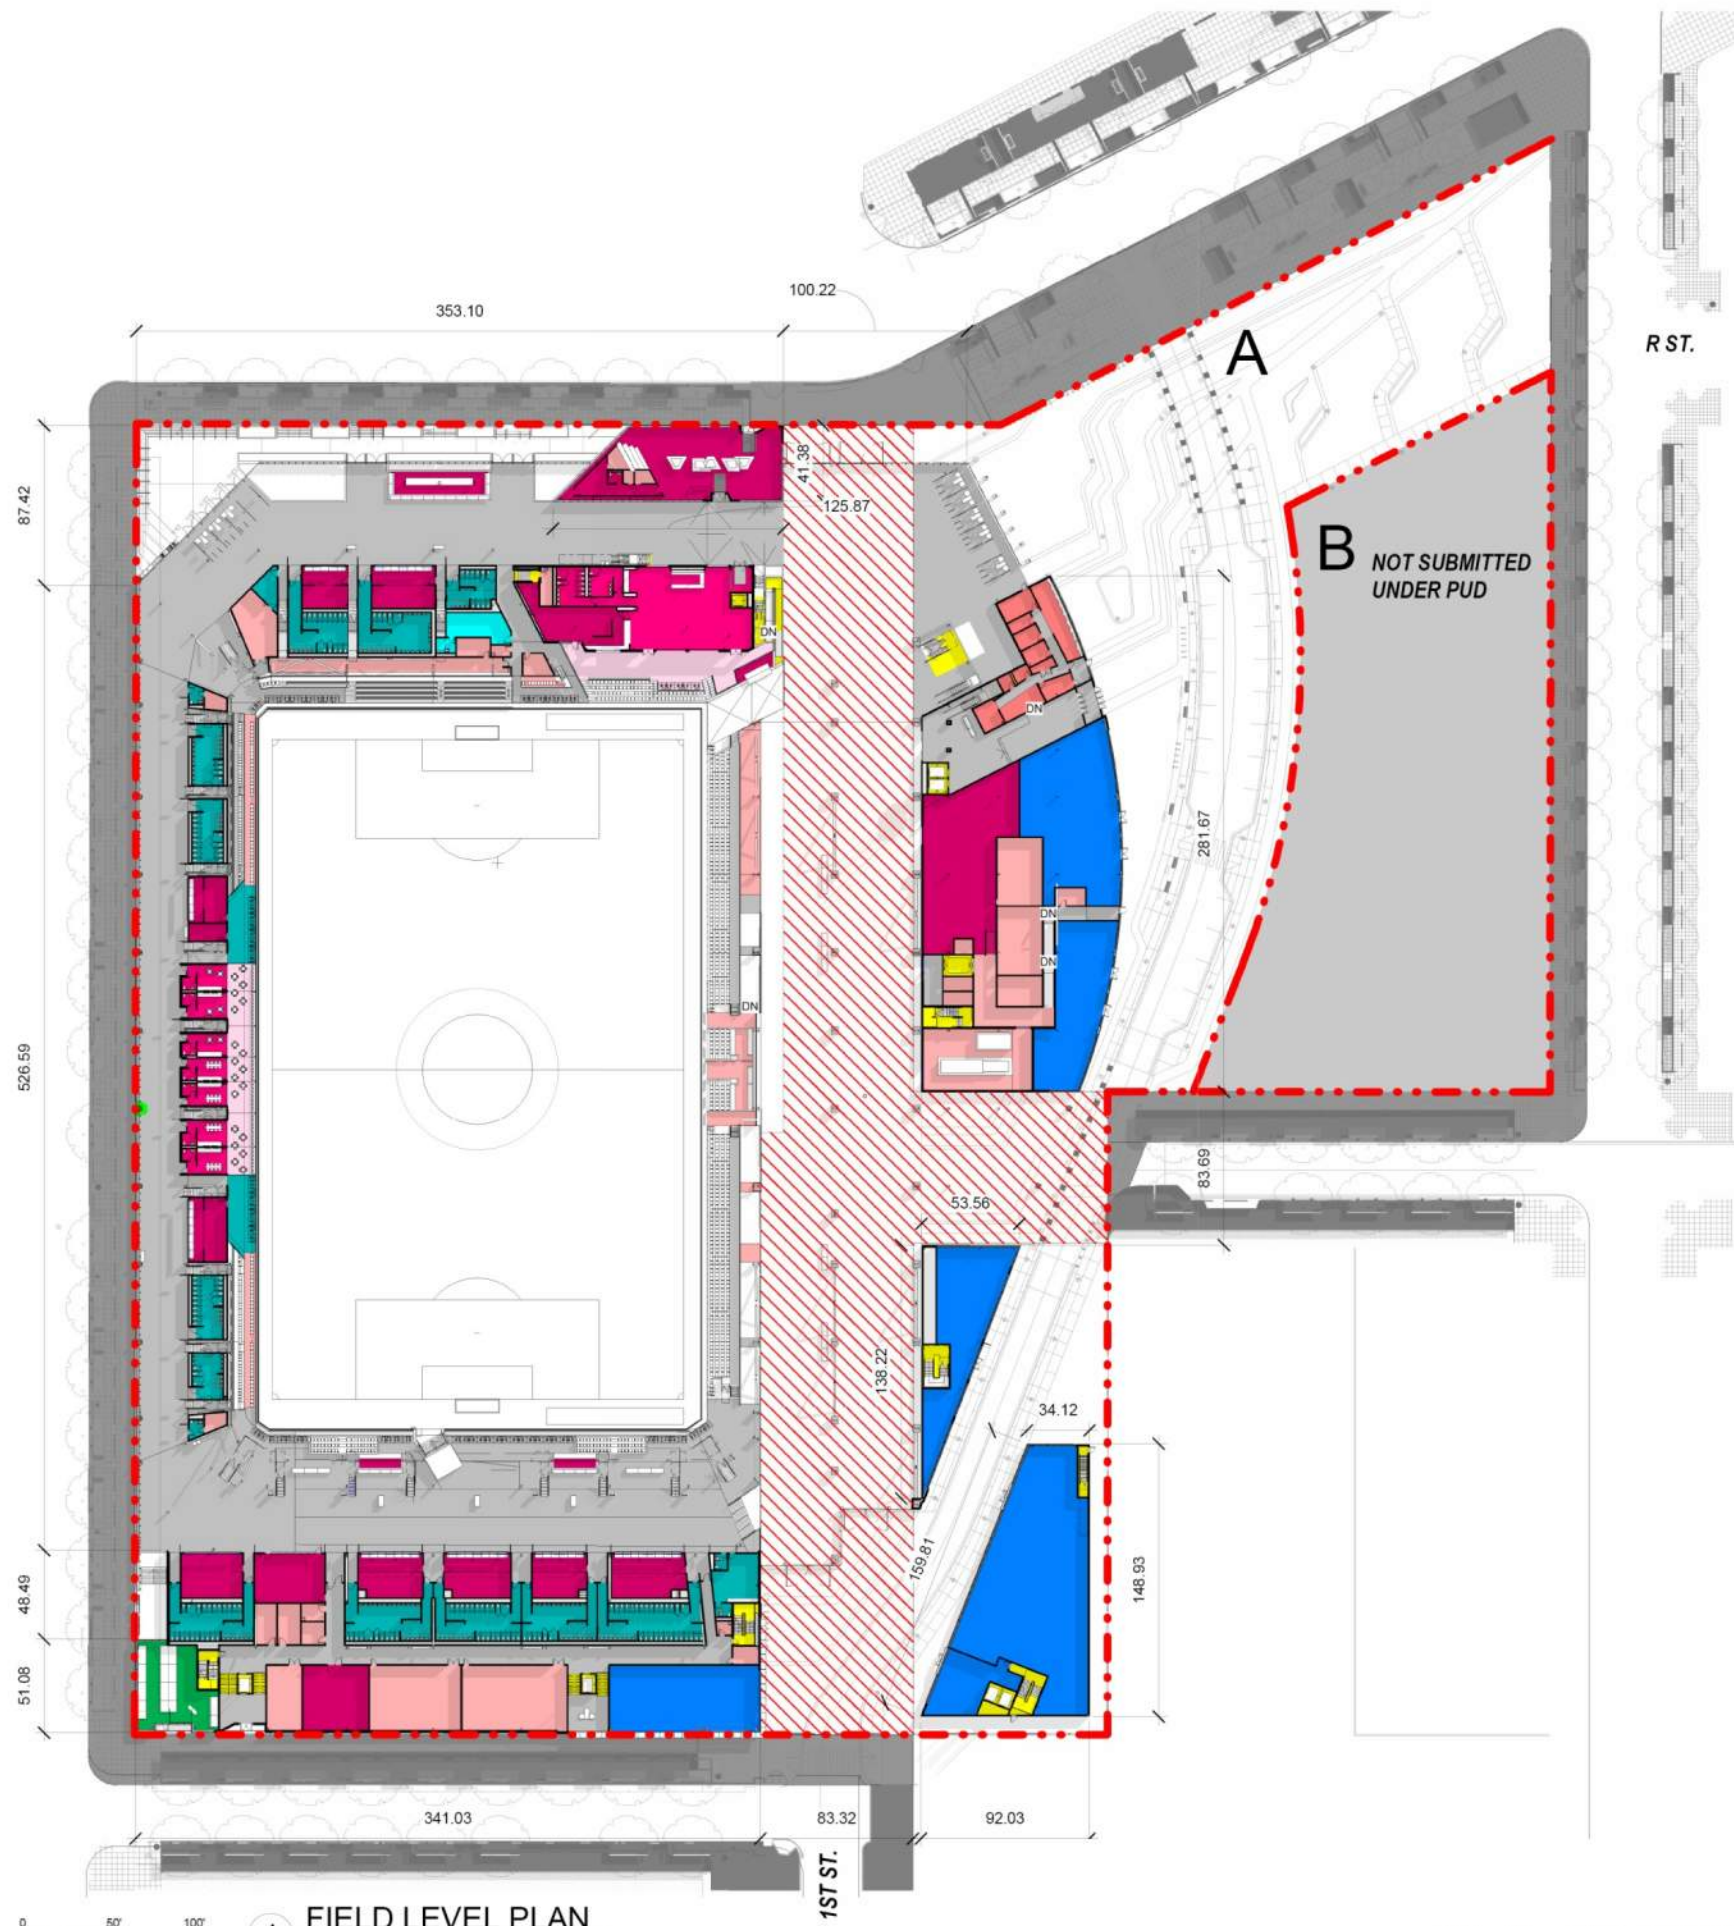 R ST.
100.22
353.10
A
41.38
87.42
125.87
B
NOT SUBMITTED
UNDER PUD
DN
DN
281.67
DN
DN
DN
526.59
83.69
53.56
138.22
34.12
159.81
148.93
48.49
51.08
341.03
83.32
92.03
1ST ST.
50'
100'
FIELD LEVEL PLAN